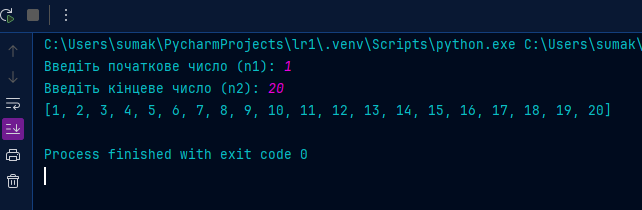 C:\Users\sumak\PycharmProjects\lr1\.venv\Scripts\python.exe C:\Users\sumak\
Введіть початкове число (n1): 1
Введіть кінцеве число (n2): 20
[1, 2, 3, 4, 5, 6, 7, 8, 9, 10, 11, 12, 13, 14, 15, 16, 17, 18, 19, 20]
Process finished with exit code 0